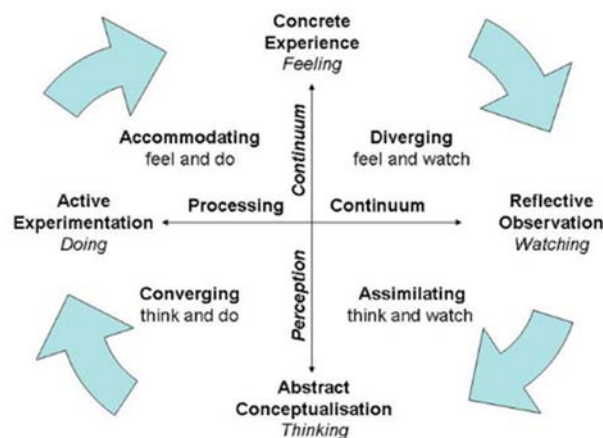 Concrete
Experience
Feeling
Accommodating
feel and do
Continuum
Diverging
feel and watch
Active
Experimentation
Doing
Processing
Continuum
Reflective
Observation
Watching
Converging
think and do
Perception
Assimilating
think and watch
Abstract
Conceptualisation
Thinking